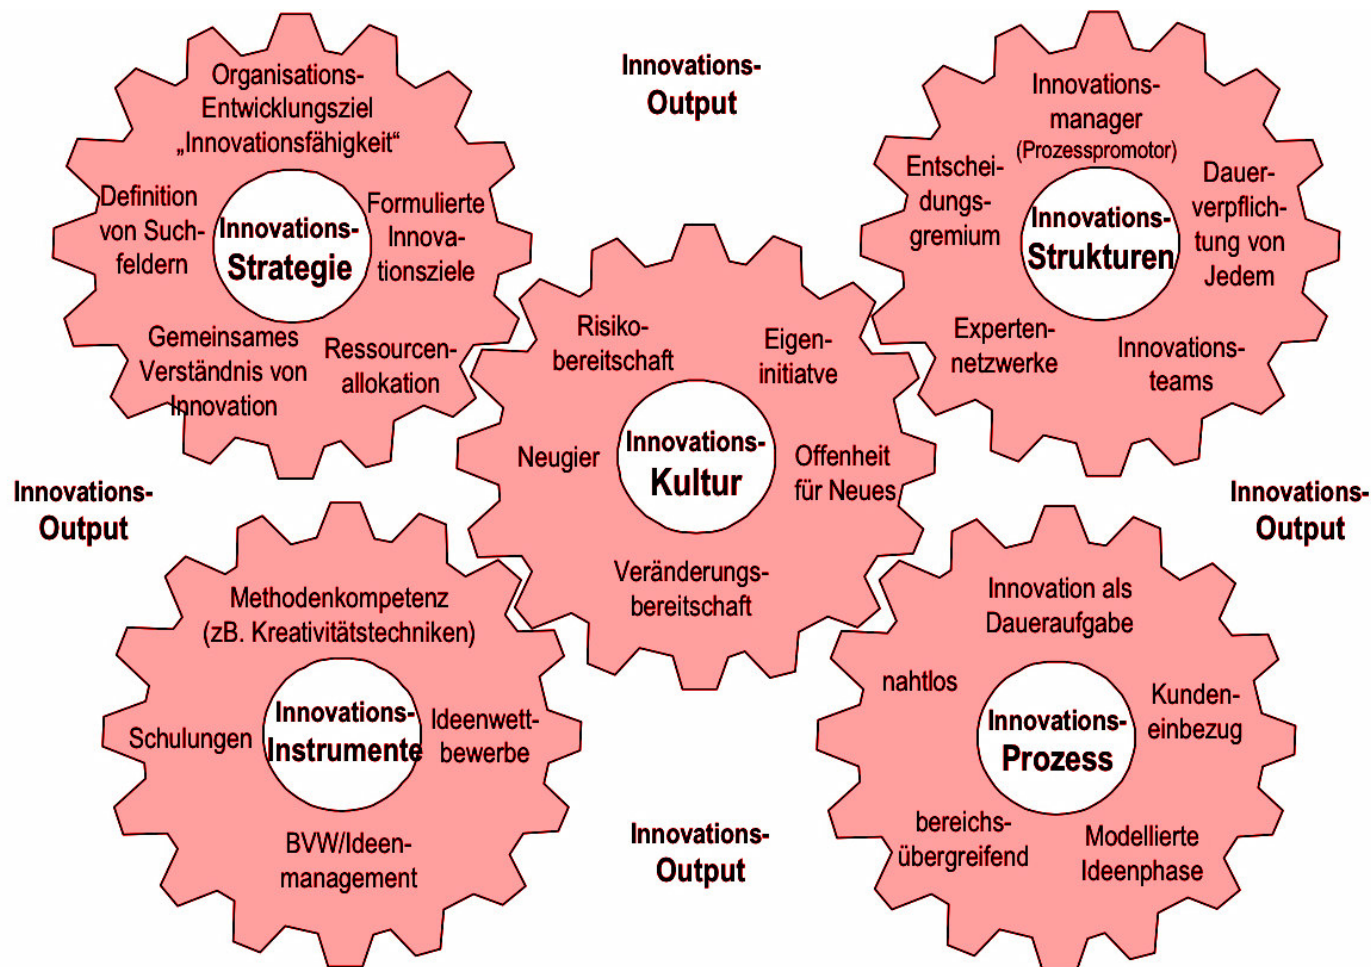 Organisations-
Entwicklungsziel
„Innovationsfähigkeit“
Definition
von Such-
feldern
Innovations-
Strategie
Formulierte
Innova-
tionsziele
Gemeinsames
Verständnis von
Innovation
Ressourcen-
allokation
Innovations-
Output
Innovations-
manager
(Prozesspromotor)
Entschei-
dungs-
gremium
Innovations-
Strukturen
Dauer-
verpflich-
tung von
Jedem
Experten-
netzwerke
Innovations-
teams
Risiko-
bereitschaft
Eigen-
initiatve
Neugier
Innovations-
Kultur
Offenheit
für Neues
Veränderungs-
bereitschaft
Innovations-
Output
Innovations-
Output
Methodenkompetenz
(zB. Kreativitätstechniken)
Schulungen
Innovations-
Instrumente
Ideenwett-
bewerbe
BVW/Ideen-
management
Innovations-
Output
Innovation als
Daueraufgabe
nahtlos
Innovations-
Prozess
Kunden-
einbezug
bereichs-
übergreifend
Modellierte
Ideenphase